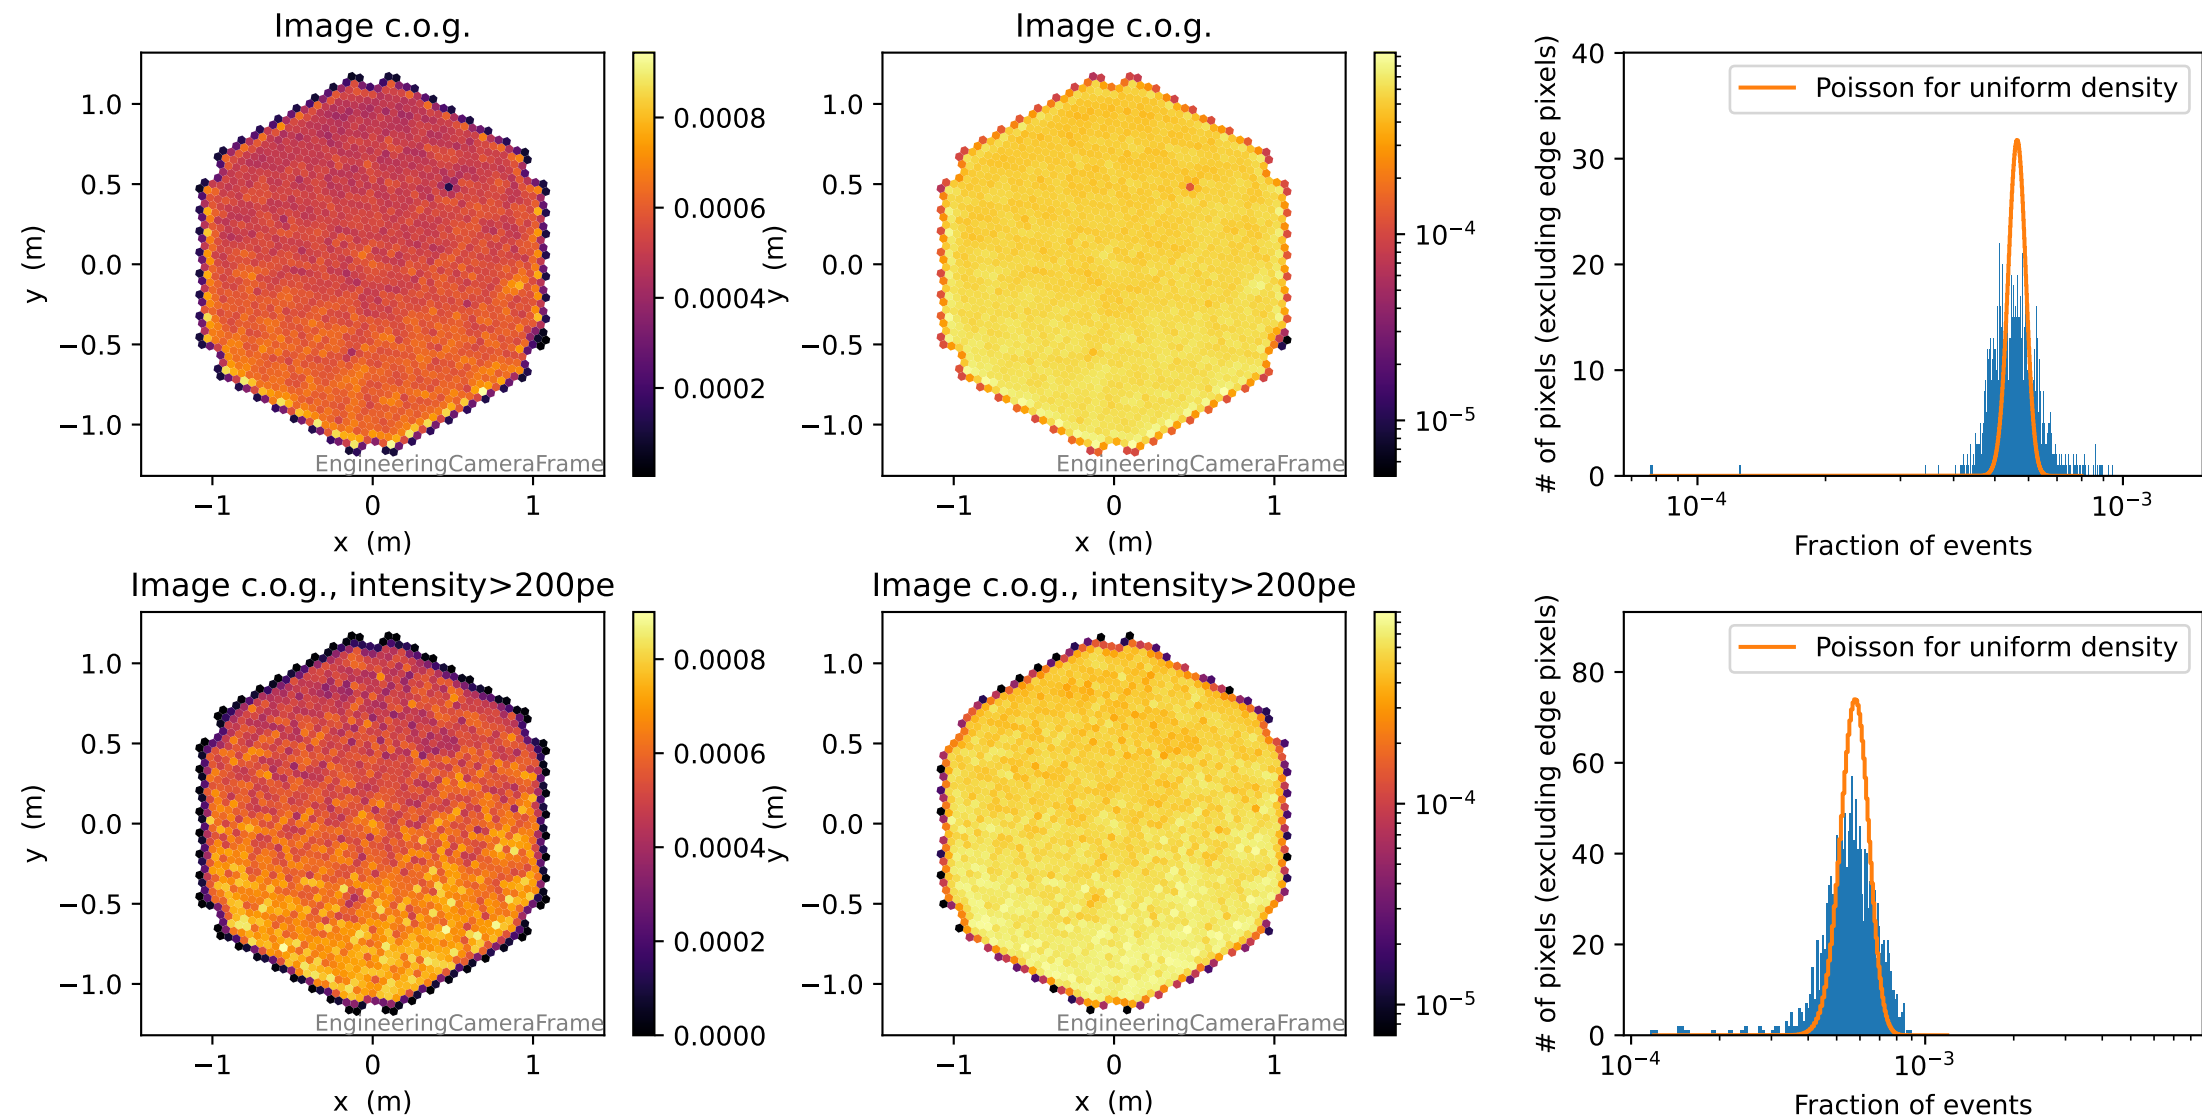 Image c.o.g.
1.0
0.5
0.0
−0.5
−1.0
y (m)
−1
0
1
x (m)
EngineeringCameraFrame
0.0008
0.0006
0.0004
0.0002
Image c.o.g.
1.0
0.5
0.0
−0.5
−1.0
y (m)
−1
0
1
x (m)
EngineeringCameraFrame
10⁻⁴
10⁻⁵
# of pixels (excluding edge pixels)
40
30
20
10
0
Poisson for uniform density
10⁻⁴
10⁻³
Fraction of events
Image c.o.g., intensity>200pe
1.0
0.5
0.0
−0.5
−1.0
y (m)
−1
0
1
x (m)
EngineeringCameraFrame
0.0008
0.0006
0.0004
0.0002
0.0000
Image c.o.g., intensity>200pe
1.0
0.5
0.0
−0.5
−1.0
y (m)
−1
0
1
x (m)
EngineeringCameraFrame
10⁻⁴
10⁻⁵
# of pixels (excluding edge pixels)
80
60
40
20
0
Poisson for uniform density
10⁻⁴
10⁻³
Fraction of events